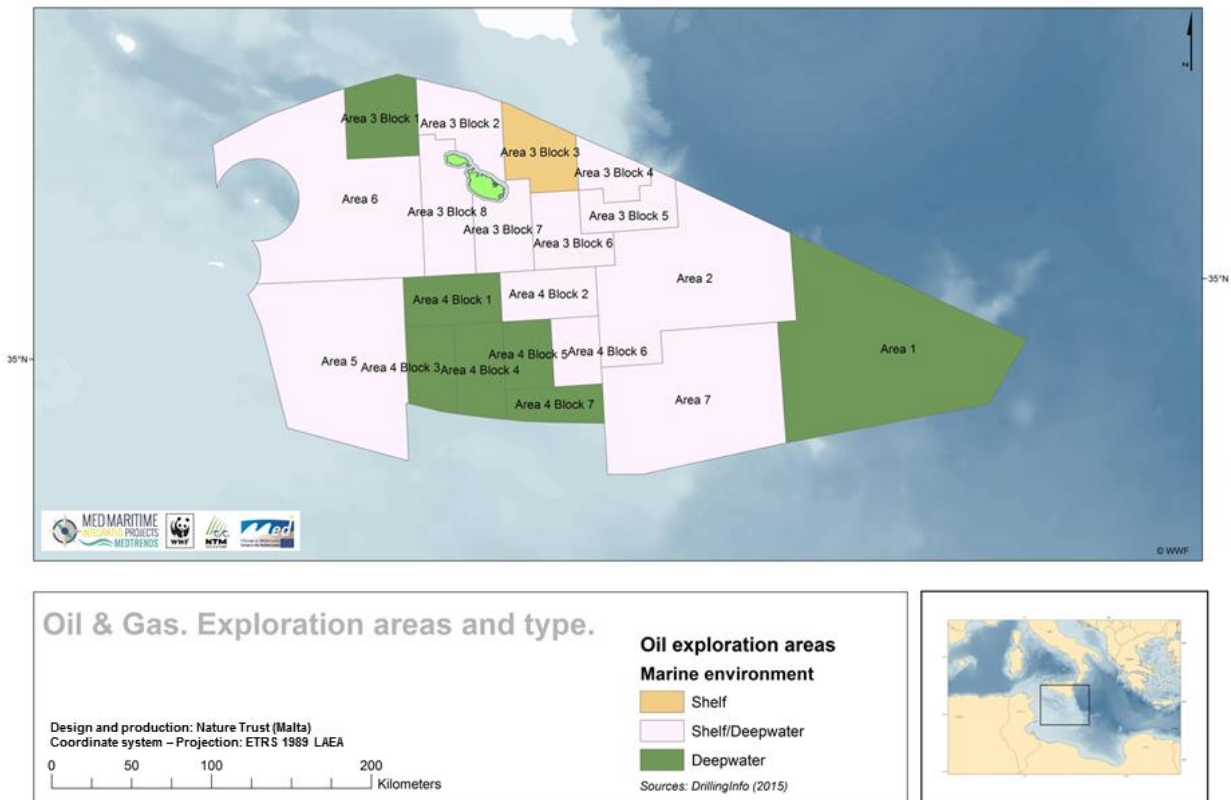 N
Area 3 Block 1
Area 3 Block 2
Area 3 Block 3
Area 3 Block 4
Area 6
Area 3 Block 8
Area 3 Block 5
Area 3 Block 7
Area 3 Block 6
Area 2
35°N
Area 4 Block 1
Area 4 Block 2
35°N
Area 5
Area 4 Block 3
Area 4 Block 4
Area 4 Block 5
Area 4 Block 6
Area 1
Area 7
Area 4 Block 7
MED MARITIME
INTEGRATED PROJECTS
MEDTRENDS
WWF
NTM
Med
© WWF
Oil & Gas. Exploration areas and type.
Oil exploration areas
Marine environment
Shelf
Shelf/Deepwater
Deepwater
Sources: DrillingInfo (2015)
Design and production: Nature Trust (Malta)
Coordinate system – Projection: ETRS 1989 LAEA
0 50 100 200
Kilometers